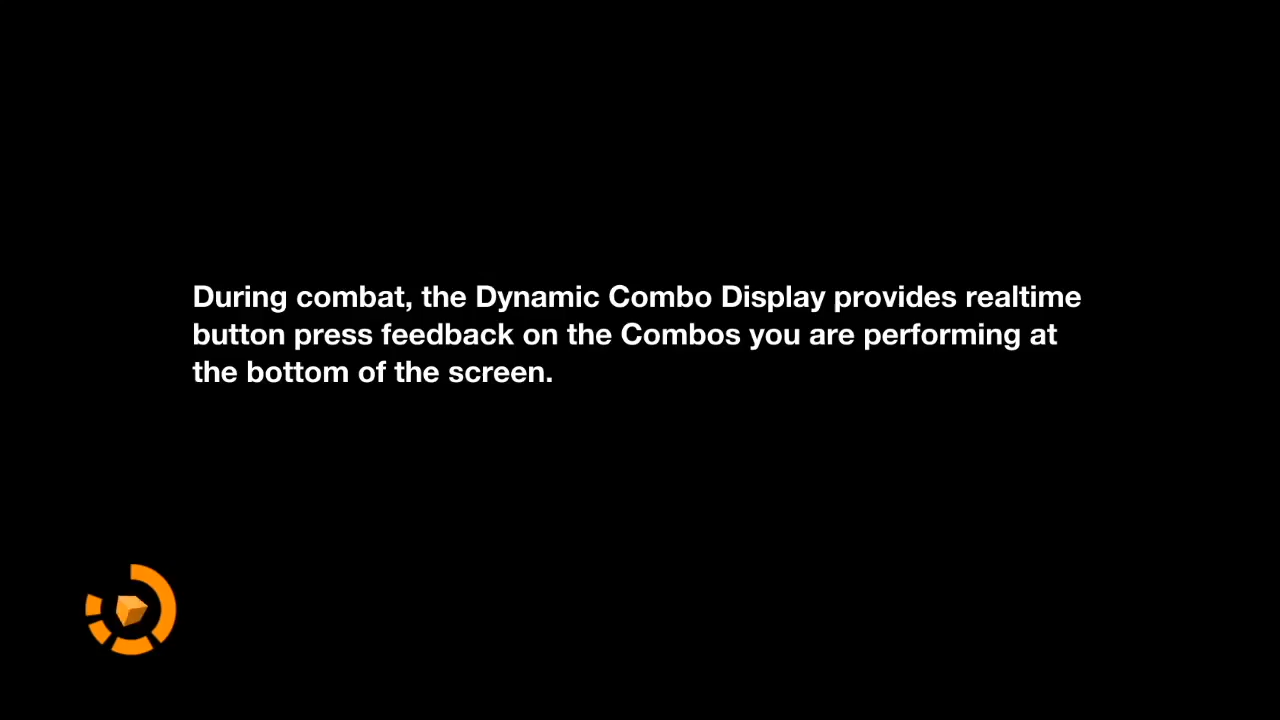 During combat, the Dynamic Combo Display provides realtime
button press feedback on the Combos you are performing at
the bottom of the screen.